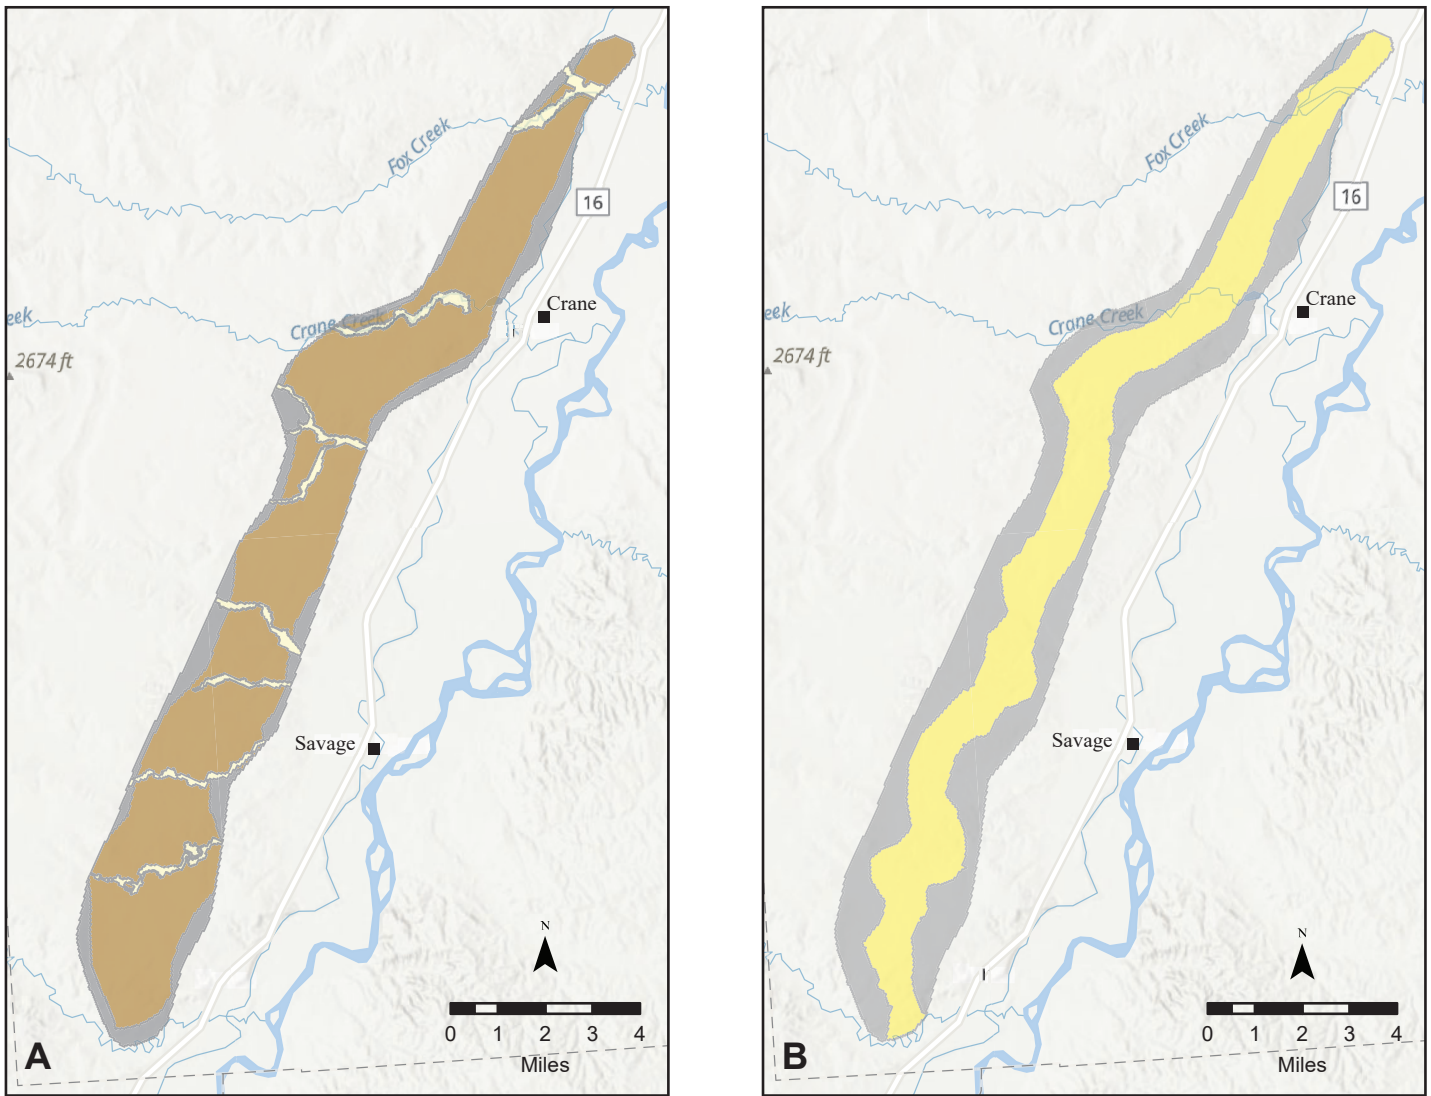 Fox Creek
16
Crane
Crane Creek
eek
2674 ft
Savage
N
0 1 2 3 4
Miles
A
Fox Creek
16
Crane
Crane Creek
eek
2674 ft
Savage
N
0 1 2 3 4
Miles
B